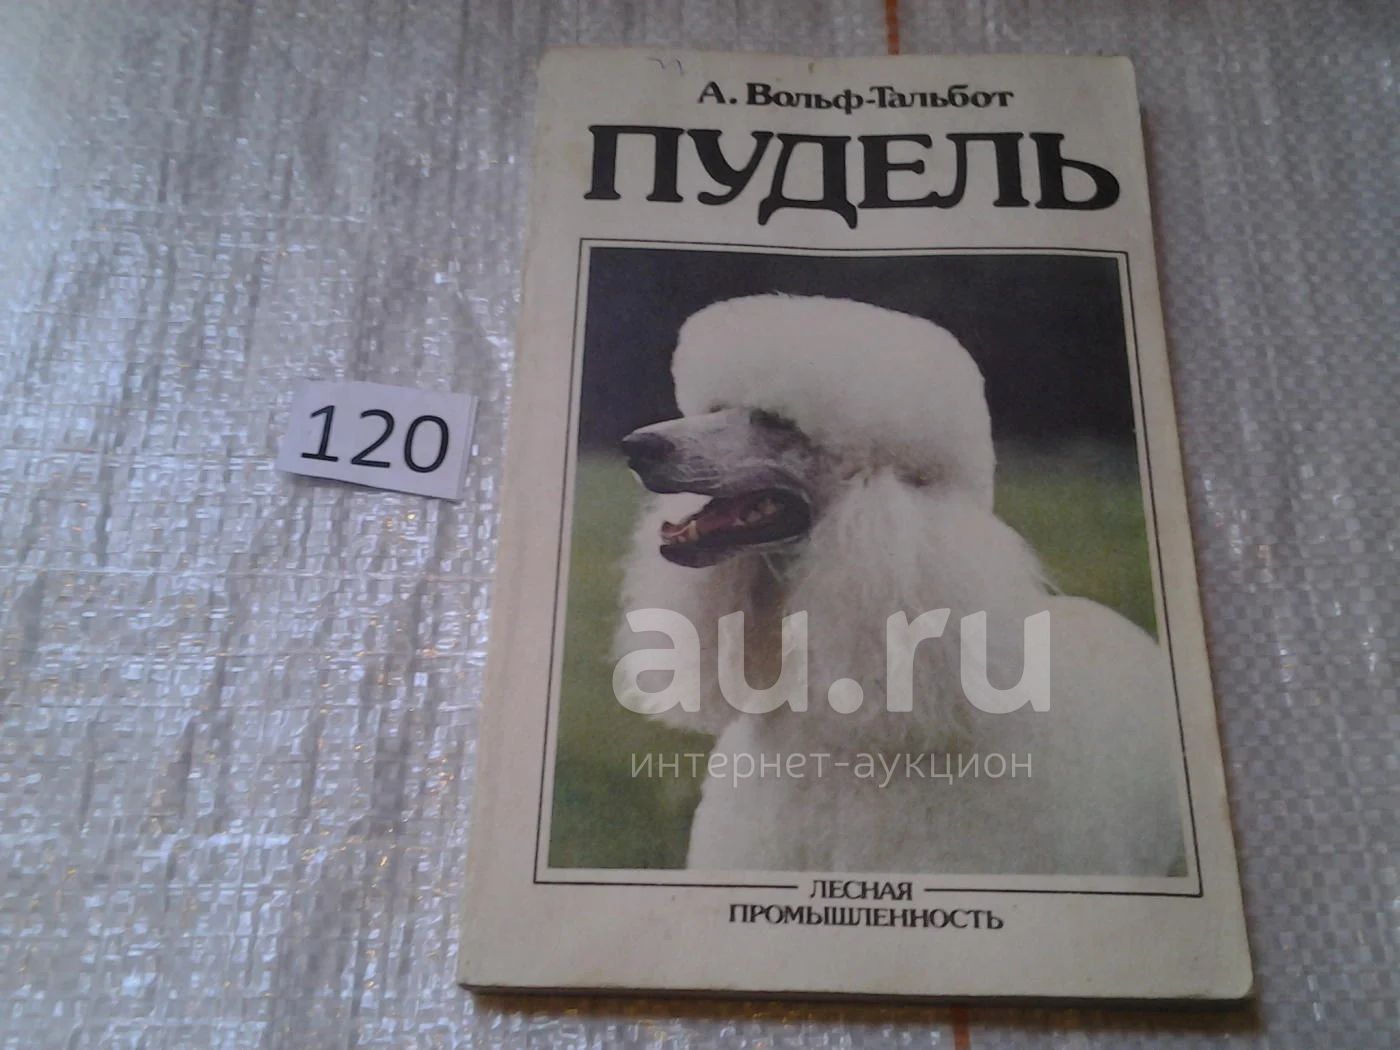 А. Вольф-Тальбот
ПУДЕЛЬ
120
au.ru
интернет-аукцион
ЛЕСНАЯ
ПРОМЫШЛЕННОСТЬ